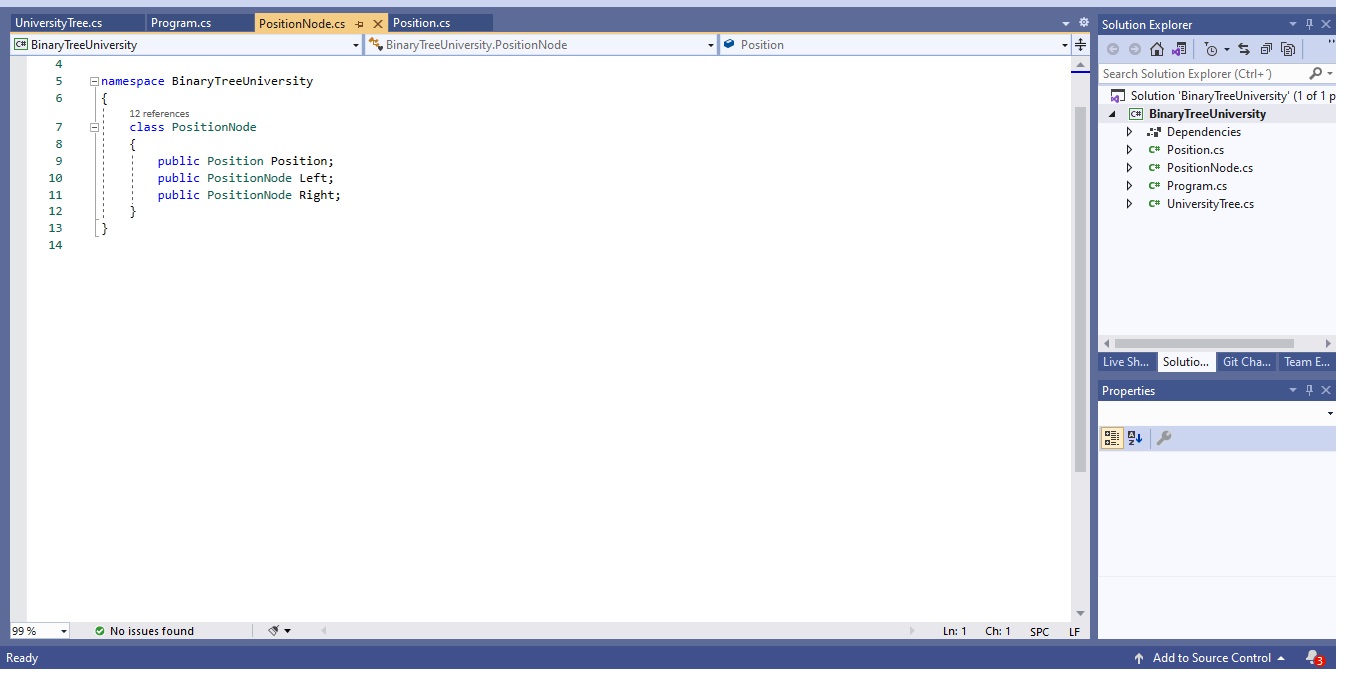 UniversityTree.cs Program.cs PositionNode.cs Position.cs
BinaryTreeUniversity BinaryTreeUniversity.PositionNode Position
4
5 namespace BinaryTreeUniversity
6 {
12 references
7 class PositionNode
8 {
9 public Position Position;
10 public PositionNode Left;
11 public PositionNode Right;
12 }
13 }
14
99 % No issues found Ln: 1 Ch: 1 SPC LF
Solution Explorer
Search Solution Explorer (Ctrl+´)
Solution 'BinaryTreeUniversity' (1 of 1 p
C# BinaryTreeUniversity
Dependencies
C# Position.cs
C# PositionNode.cs
C# Program.cs
C# UniversityTree.cs
Live Sh... Solutio... Git Cha... Team E...
Properties
Ready Add to Source Control 3